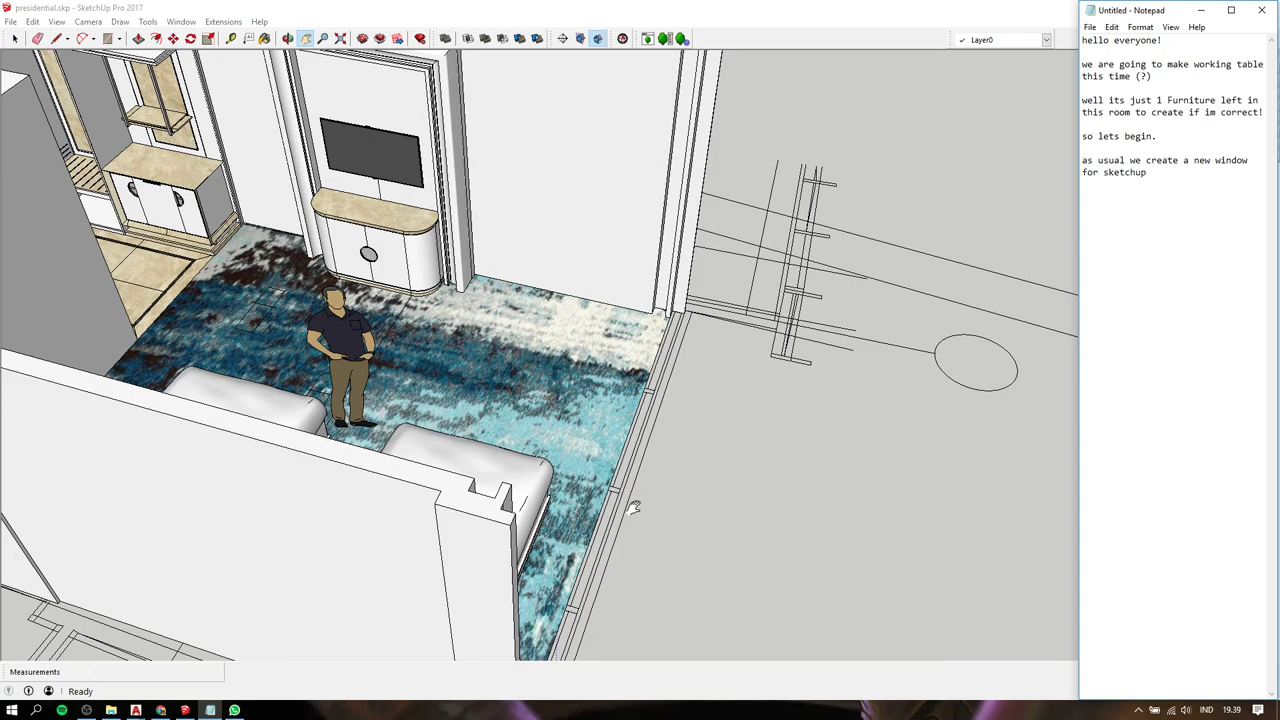 presidential.skp - SketchUp Pro 2017
File Edit View Camera Draw Tools Window Extensions Help
Layer0
Measurements
Ready
Untitled - Notepad
File Edit Format View Help
hello everyone!
we are going to make working table
this time (?)
well its just 1 Furniture left in
this room to create if im correct!
so lets begin.
as usual we create a new window
for sketchup
IND 19.39